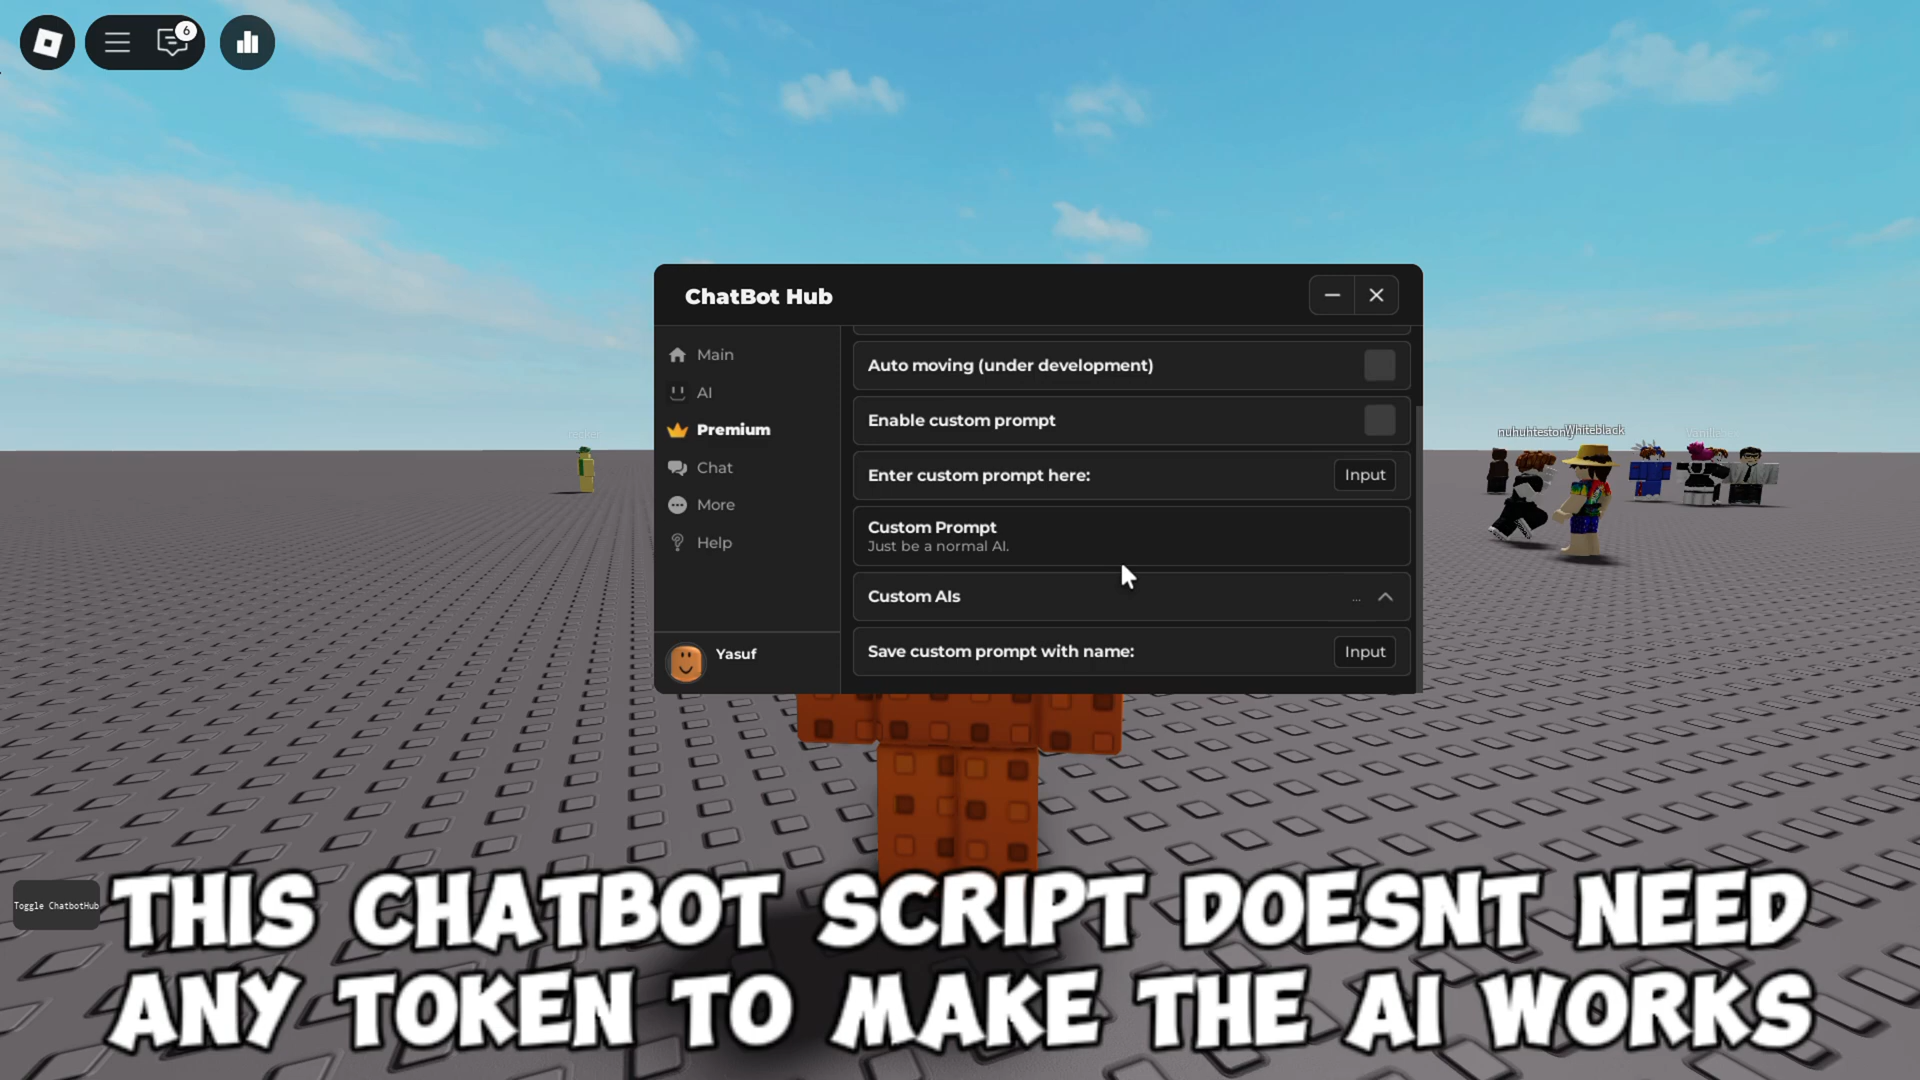 6
ChatBot Hub
Main
AI
Premium
Chat
More
Help
Yasuf
Auto moving (under development)
Enable custom prompt
Enter custom prompt here:
Input
Custom Prompt
Just be a normal AI.
Custom AIs
...
Save custom prompt with name:
Input
Whiteblack
Toggle ChatbotHub
THIS CHATBOT SCRIPT DOESNT NEED
ANY TOKEN TO MAKE THE AI WORKS